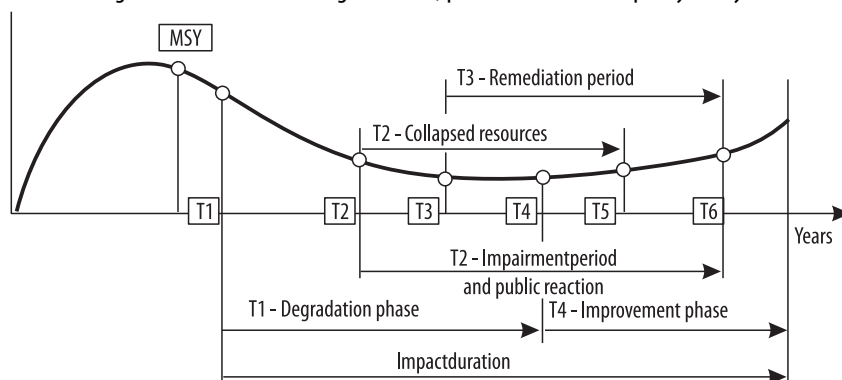 MSY
T3 - Remediation period
T2 - Collapsed resources
T1
T2
T3
T4
T5
T6
Years
T2 - Impairmentperiod
and public reaction
T1 - Degradation phase
T4 - Improvement phase
Impactduration